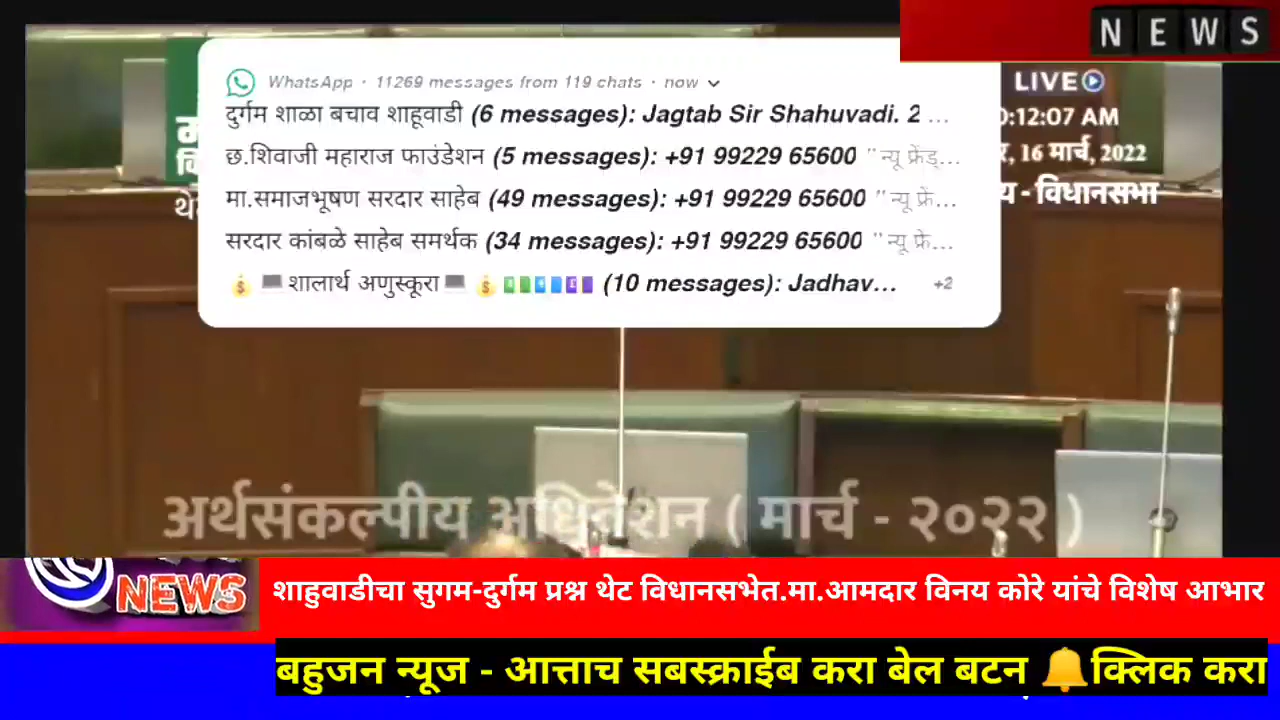 NEWS
WhatsApp · 11269 messages from 119 chats · now
दुर्गम शाळा बचाव शाहूवाडी (6 messages): Jagtab Sir Shahuvadi. 2 ...
छ.शिवाजी महाराज फाउंडेशन (5 messages): +91 99229 65600 "न्यू फ्रेंड्...
मा.समाजभूषण सरदार साहेब (49 messages): +91 99229 65600 "न्यू फ्रे...
सरदार कांबळे साहेब समर्थक (34 messages): +91 99229 65600 "न्यू फ्रे...
💰💻शालार्थ अणुस्कूरा💻💰💵💵💶💶💷💷 (10 messages): Jadhav... +2
LIVE
0:12:07 AM
र, 16 मार्च, 2022
य - विधानसभा
थे
अर्थसंकल्पीय अधिवेशन ( मार्च - २०२२ )
NEWS
शाहुवाडीचा सुगम-दुर्गम प्रश्न थेट विधानसभेत.मा.आमदार विनय कोरे यांचे विशेष आभार
बहुजन न्यूज - आत्ताच सबस्क्राईब करा बेल बटन 🔔क्लिक करा